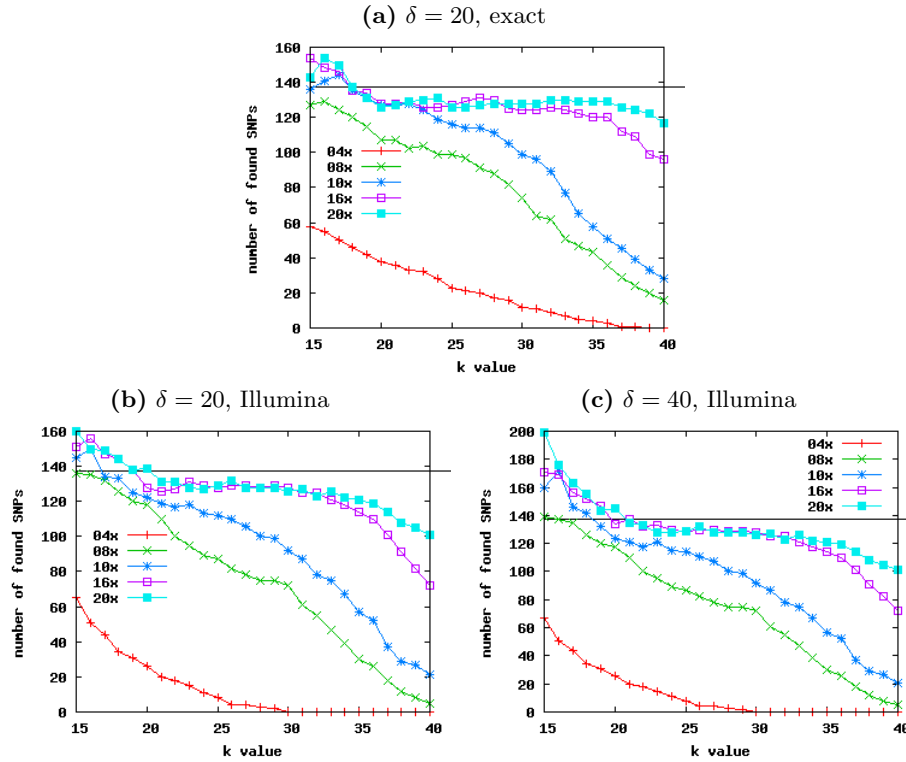 (a) δ = 20, exact
160
140
120
100
80
60
40
20
0
number of found SNPs
04x
08x
10x
16x
20x
15 20 25 30 35 40
k value
(b) δ = 20, Illumina
160
140
120
100
80
60
40
20
0
number of found SNPs
04x
08x
10x
16x
20x
15 20 25 30 35 40
k value
(c) δ = 40, Illumina
200
180
160
140
120
100
80
60
40
20
0
number of found SNPs
04x
08x
10x
16x
20x
15 20 25 30 35 40
k value